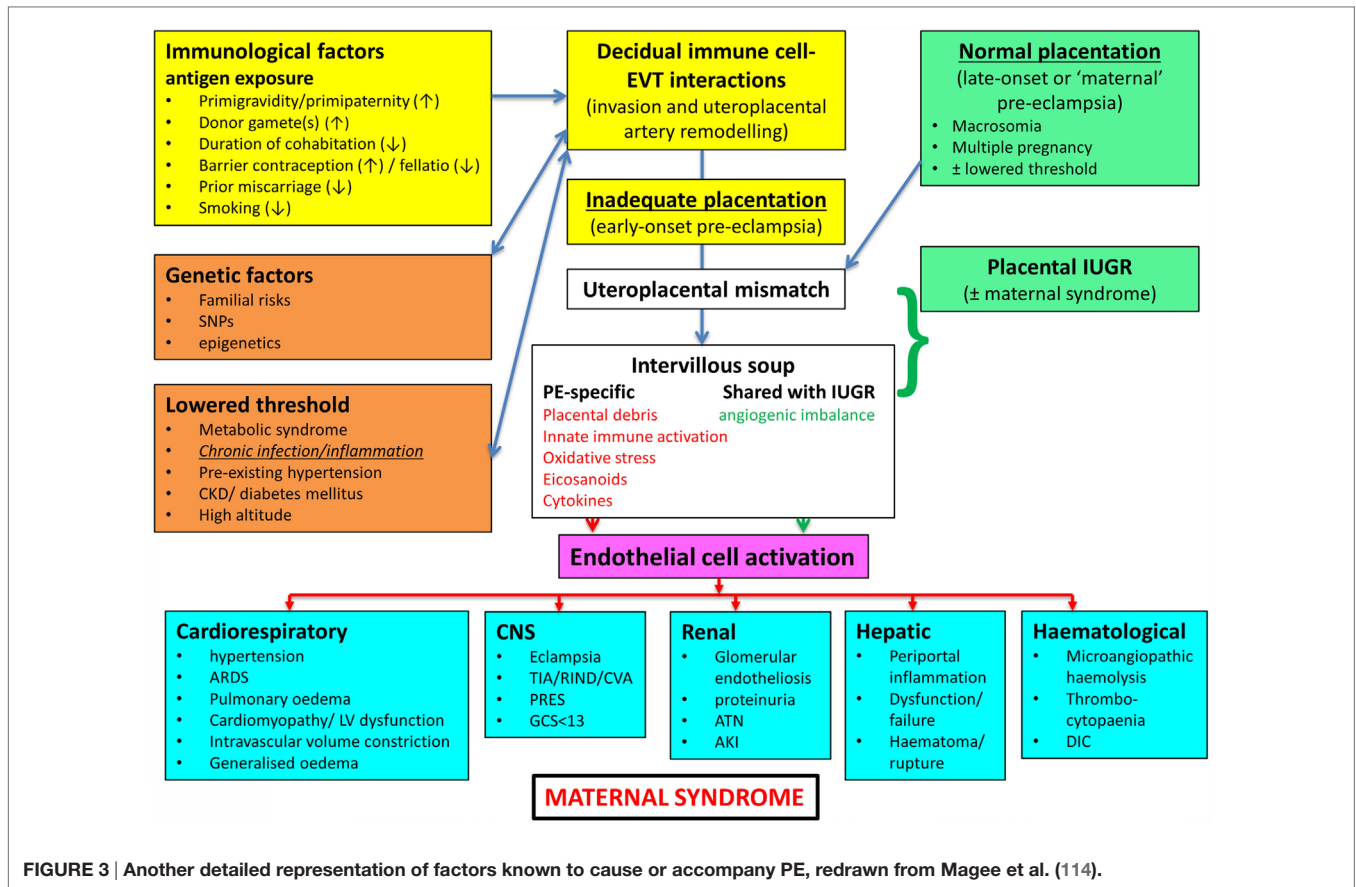 Immunological factors
antigen exposure
• Primigravidity/primipaternity (↑)
• Donor gamete(s) (↑)
• Duration of cohabitation (↓)
• Barrier contraception (↑) / fellatio (↓)
• Prior miscarriage (↓)
• Smoking (↓)
Decidual immune cell-
EVT interactions
(invasion and uteroplacental
artery remodelling)
Normal placentation
(late-onset or ‘maternal’
pre-eclampsia)
• Macrosomia
• Multiple pregnancy
• ± lowered threshold
Inadequate placentation
(early-onset pre-eclampsia)
Genetic factors
• Familial risks
• SNPs
• epigenetics
Uteroplacental mismatch
Placental IUGR
(± maternal syndrome)
}
Lowered threshold
• Metabolic syndrome
• Chronic infection/inflammation
• Pre-existing hypertension
• CKD/ diabetes mellitus
• High altitude
Intervillous soup
PE-specific
Placental debris
Innate immune activation
Oxidative stress
Eicosanoids
Cytokines
Shared with IUGR
angiogenic imbalance
Endothelial cell activation
Cardiorespiratory
• hypertension
• ARDS
• Pulmonary oedema
• Cardiomyopathy/ LV dysfunction
• Intravascular volume constriction
• Generalised oedema
CNS
• Eclampsia
• TIA/RIND/CVA
• PRES
• GCS<13
Renal
• Glomerular
endotheliosis
• proteinuria
• ATN
• AKI
Hepatic
• Periportal
inflammation
• Dysfunction/
failure
• Haematoma/
rupture
Haematological
• Microangiopathic
haemolysis
• Thrombo-
cytopaenia
• DIC
MATERNAL SYNDROME
FIGURE 3 | Another detailed representation of factors known to cause or accompany PE, redrawn from Magee et al. (114).